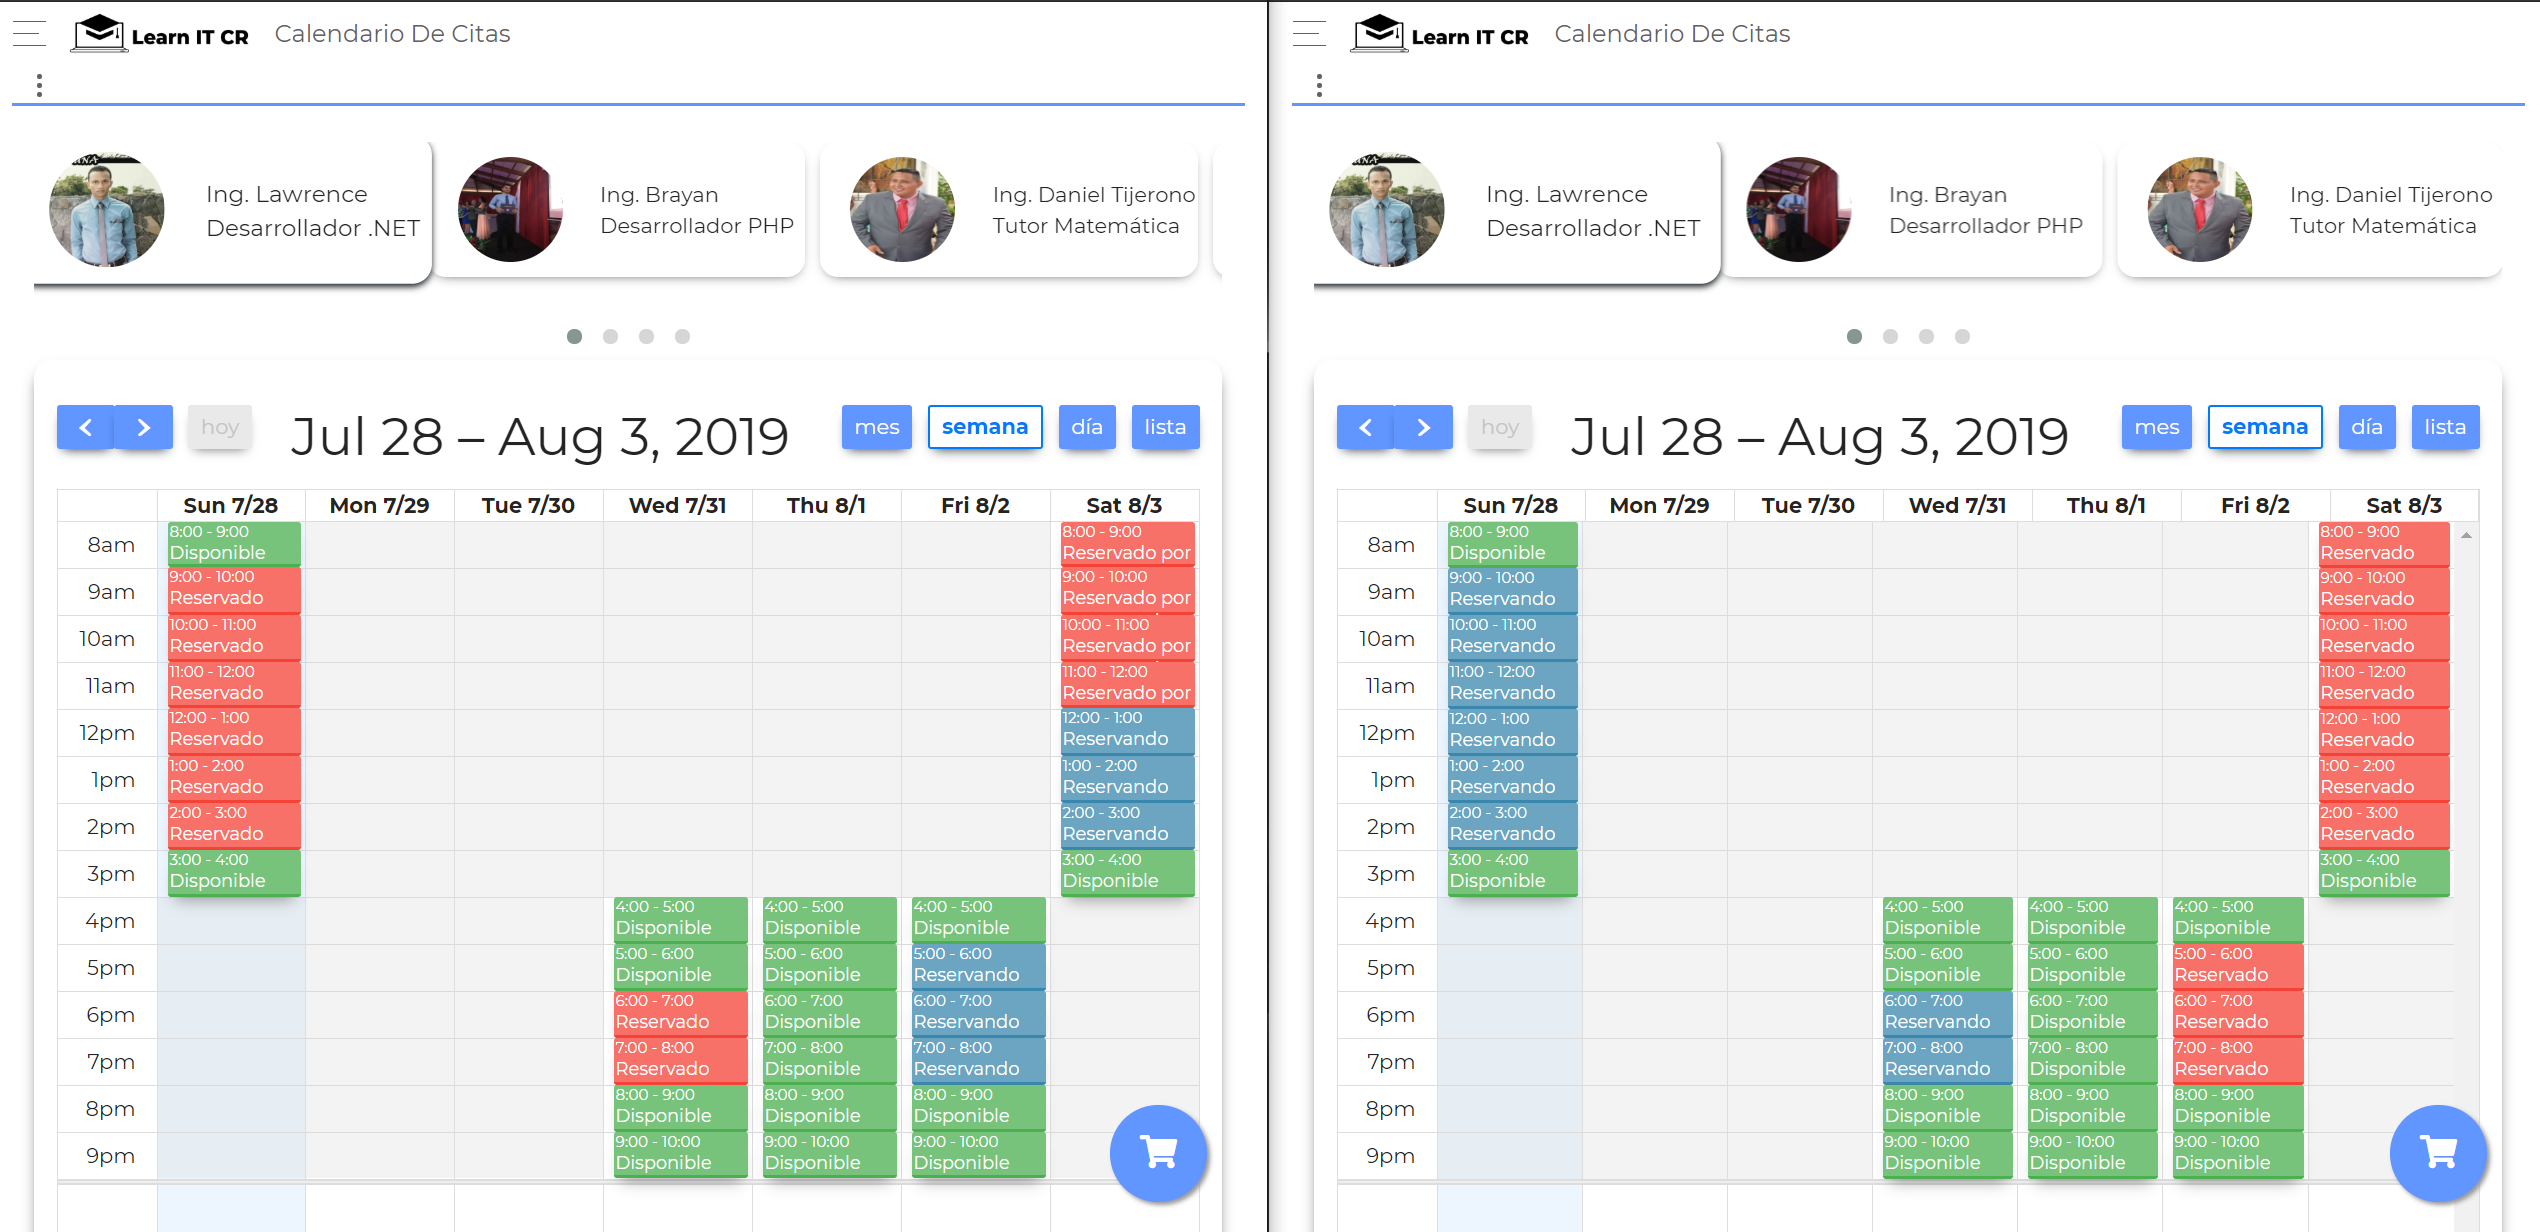 Learn IT CR Calendario De Citas
Ing. Lawrence
Desarrollador .NET
Ing. Brayan
Desarrollador PHP
Ing. Daniel Tijerono
Tutor Matemática
hoy
Jul 28 – Aug 3, 2019
mes semana día lista
Sun 7/28 Mon 7/29 Tue 7/30 Wed 7/31 Thu 8/1 Fri 8/2 Sat 8/3
8am
9am
10am
11am
12pm
1pm
2pm
3pm
4pm
5pm
6pm
7pm
8pm
9pm
8:00 - 9:00
Disponible
9:00 - 10:00
Reservado
10:00 - 11:00
Reservado
11:00 - 12:00
Reservado
12:00 - 1:00
Reservado
1:00 - 2:00
Reservado
2:00 - 3:00
Reservado
3:00 - 4:00
Disponible
4:00 - 5:00
Disponible
5:00 - 6:00
Disponible
6:00 - 7:00
Reservado
7:00 - 8:00
Reservado
8:00 - 9:00
Disponible
9:00 - 10:00
Disponible
4:00 - 5:00
Disponible
5:00 - 6:00
Disponible
6:00 - 7:00
Disponible
7:00 - 8:00
Disponible
8:00 - 9:00
Disponible
9:00 - 10:00
Disponible
4:00 - 5:00
Disponible
5:00 - 6:00
Reservando
6:00 - 7:00
Reservando
7:00 - 8:00
Reservando
8:00 - 9:00
Disponible
9:00 - 10:00
Disponible
8:00 - 9:00
Reservado por
9:00 - 10:00
Reservado por
10:00 - 11:00
Reservado por
11:00 - 12:00
Reservado por
12:00 - 1:00
Reservando
1:00 - 2:00
Reservando
2:00 - 3:00
Reservando
3:00 - 4:00
Disponible
Learn IT CR Calendario De Citas
Ing. Lawrence
Desarrollador .NET
Ing. Brayan
Desarrollador PHP
Ing. Daniel Tijerono
Tutor Matemática
hoy
Jul 28 – Aug 3, 2019
mes semana día lista
Sun 7/28 Mon 7/29 Tue 7/30 Wed 7/31 Thu 8/1 Fri 8/2 Sat 8/3
8am
9am
10am
11am
12pm
1pm
2pm
3pm
4pm
5pm
6pm
7pm
8pm
9pm
8:00 - 9:00
Disponible
9:00 - 10:00
Reservando
10:00 - 11:00
Reservando
11:00 - 12:00
Reservando
12:00 - 1:00
Reservando
1:00 - 2:00
Reservando
2:00 - 3:00
Reservando
3:00 - 4:00
Disponible
4:00 - 5:00
Disponible
5:00 - 6:00
Disponible
6:00 - 7:00
Reservando
7:00 - 8:00
Reservando
8:00 - 9:00
Disponible
9:00 - 10:00
Disponible
4:00 - 5:00
Disponible
5:00 - 6:00
Disponible
6:00 - 7:00
Disponible
7:00 - 8:00
Disponible
8:00 - 9:00
Disponible
9:00 - 10:00
Disponible
4:00 - 5:00
Disponible
5:00 - 6:00
Reservado
6:00 - 7:00
Reservado
7:00 - 8:00
Reservado
8:00 - 9:00
Disponible
9:00 - 10:00
Disponible
8:00 - 9:00
Reservado
9:00 - 10:00
Reservado
10:00 - 11:00
Reservado
11:00 - 12:00
Reservado
12:00 - 1:00
Reservado
1:00 - 2:00
Reservado
2:00 - 3:00
Reservado
3:00 - 4:00
Disponible